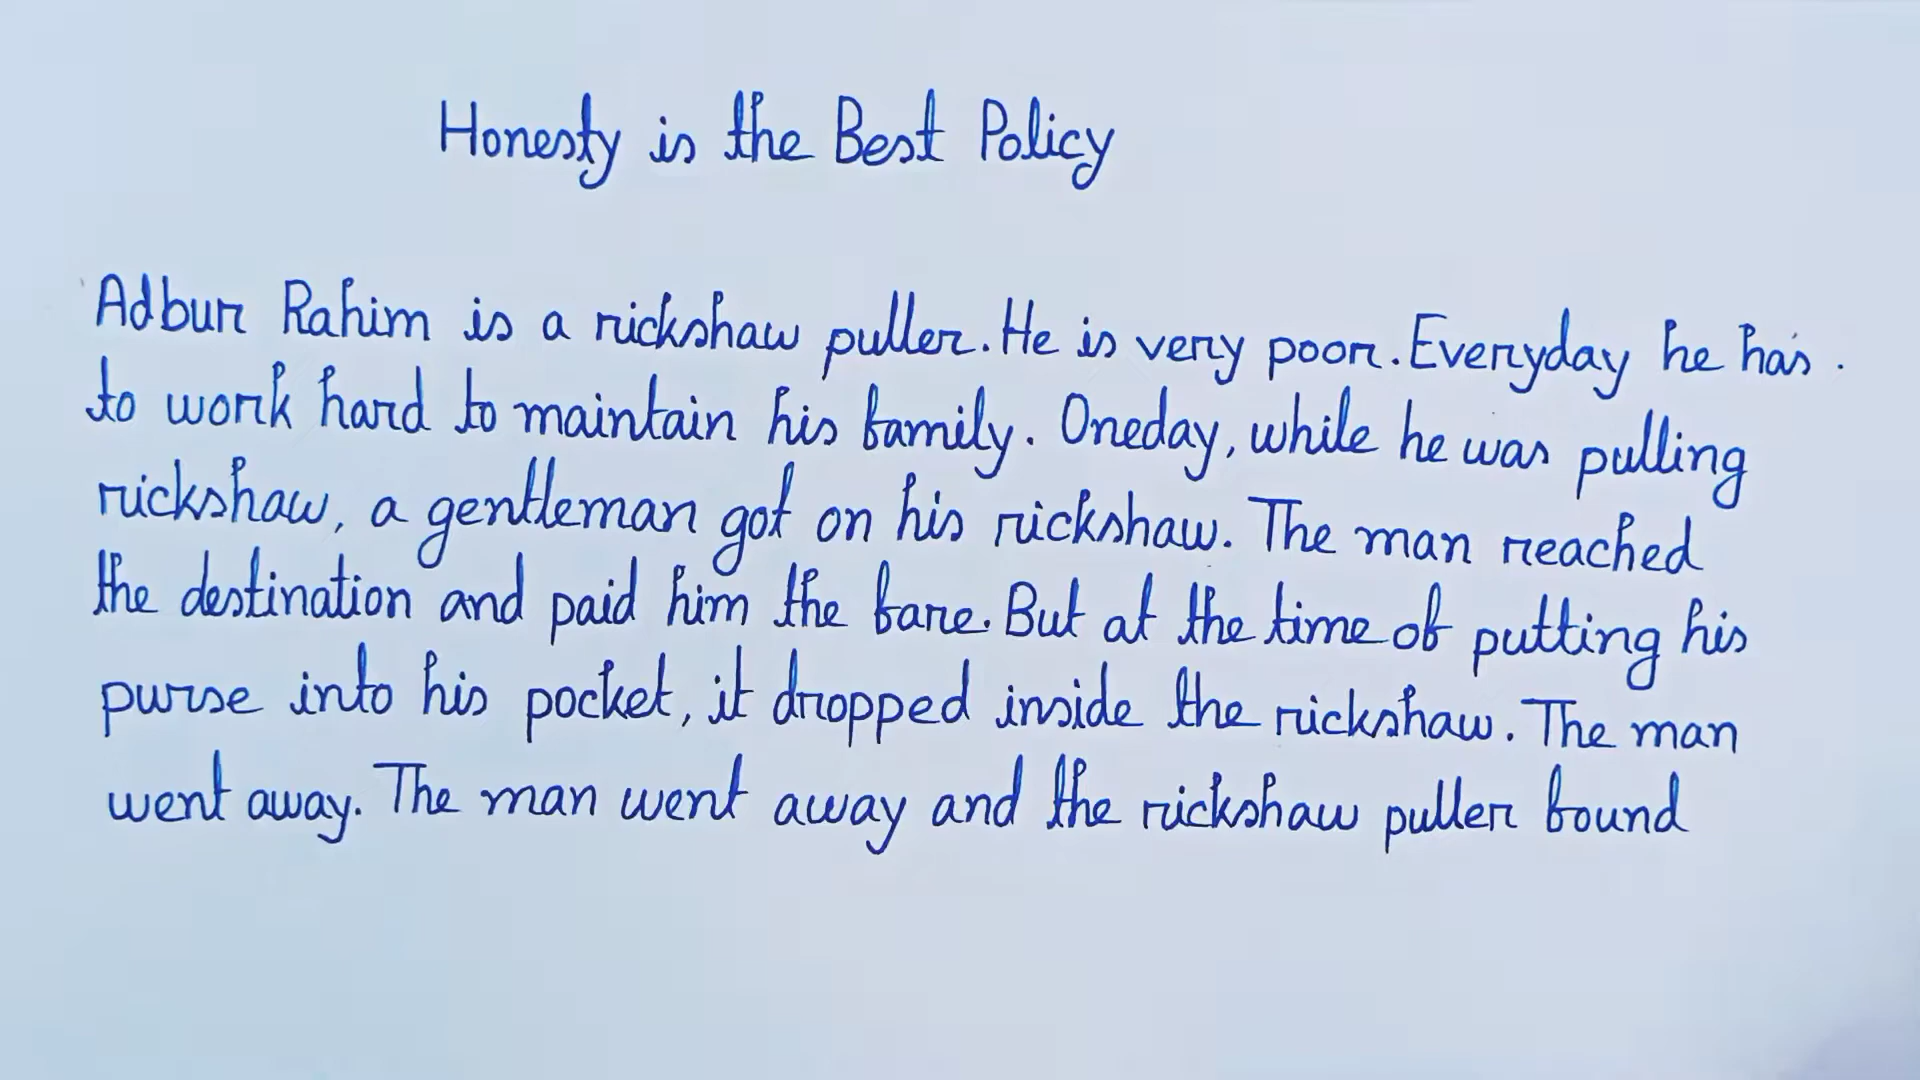 Honesty is the Best Policy
Adbur Rahim is a rickshaw puller. He is very poor. Everyday he has.
to work hard to maintain his family. Oneday, while he was pulling
rickshaw, a gentleman got on his rickshaw. The man reached
the destination and paid him the fare. But at the time of putting his
purse into his pocket, it dropped inside the rickshaw. The man
went away. The man went away and the rickshaw puller found